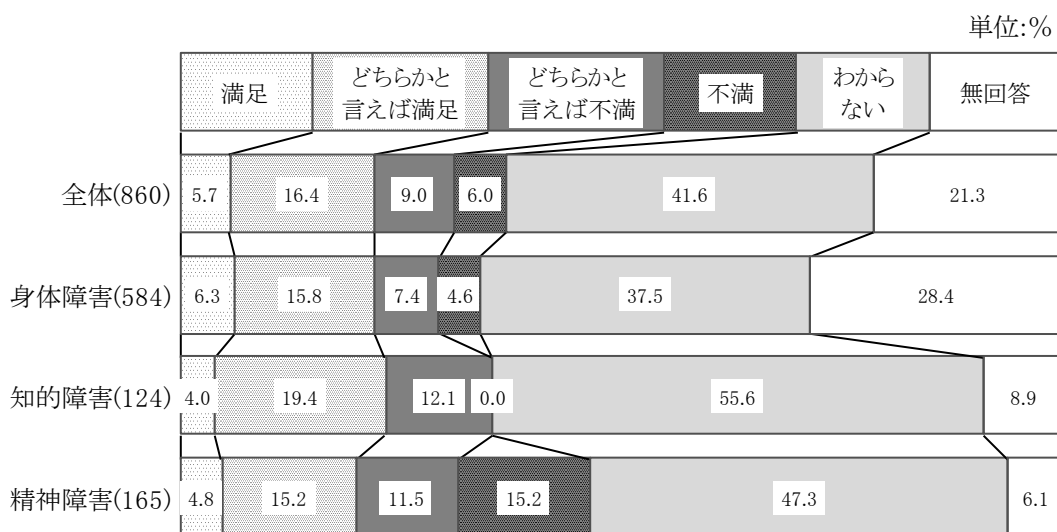 単位:%
満足
どちらかと
言えば満足
どちらかと
言えば不満
不満
わから
ない
無回答
全体(860) 5.7 16.4 9.0 6.0 41.6 21.3
身体障害(584) 6.3 15.8 7.4 4.6 37.5 28.4
知的障害(124) 4.0 19.4 12.1 0.0 55.6 8.9
精神障害(165) 4.8 15.2 11.5 15.2 47.3 6.1